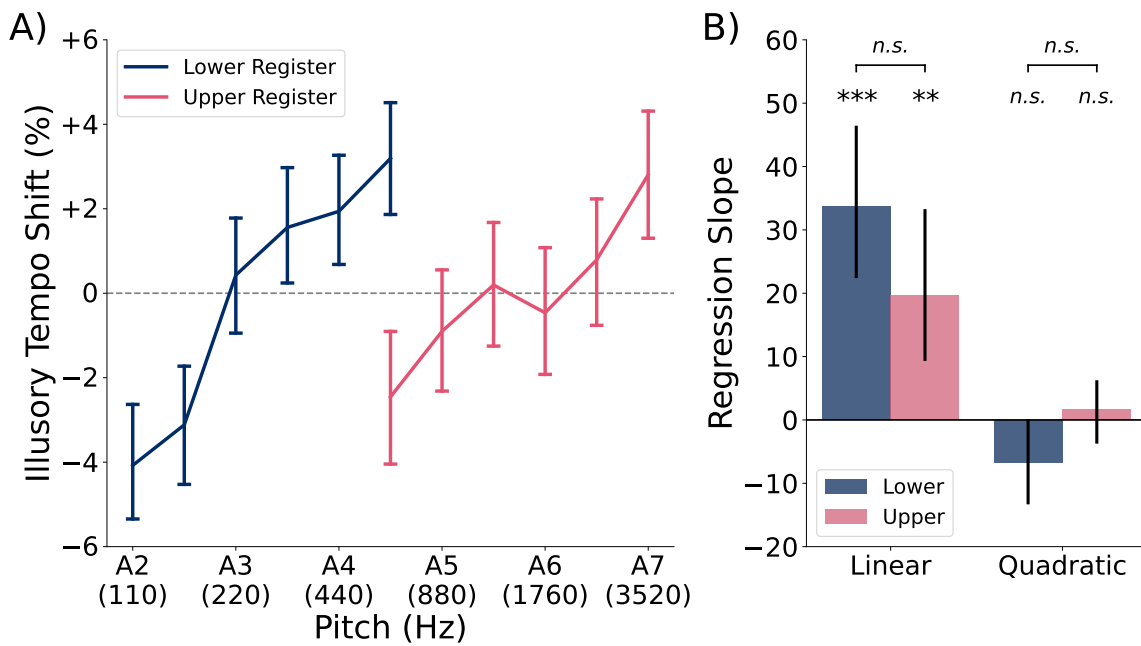 A)
Illusory Tempo Shift (%)
+6
+4
+2
0
−2
−4
−6
Lower Register
Upper Register
A2 A3 A4 A5 A6 A7
(110) (220) (440) (880) (1760) (3520)
Pitch (Hz)
B)
Regression Slope
60
50
40
30
20
10
0
−10
−20
n.s. n.s.
*** ** n.s. n.s.
Lower
Upper
Linear Quadratic